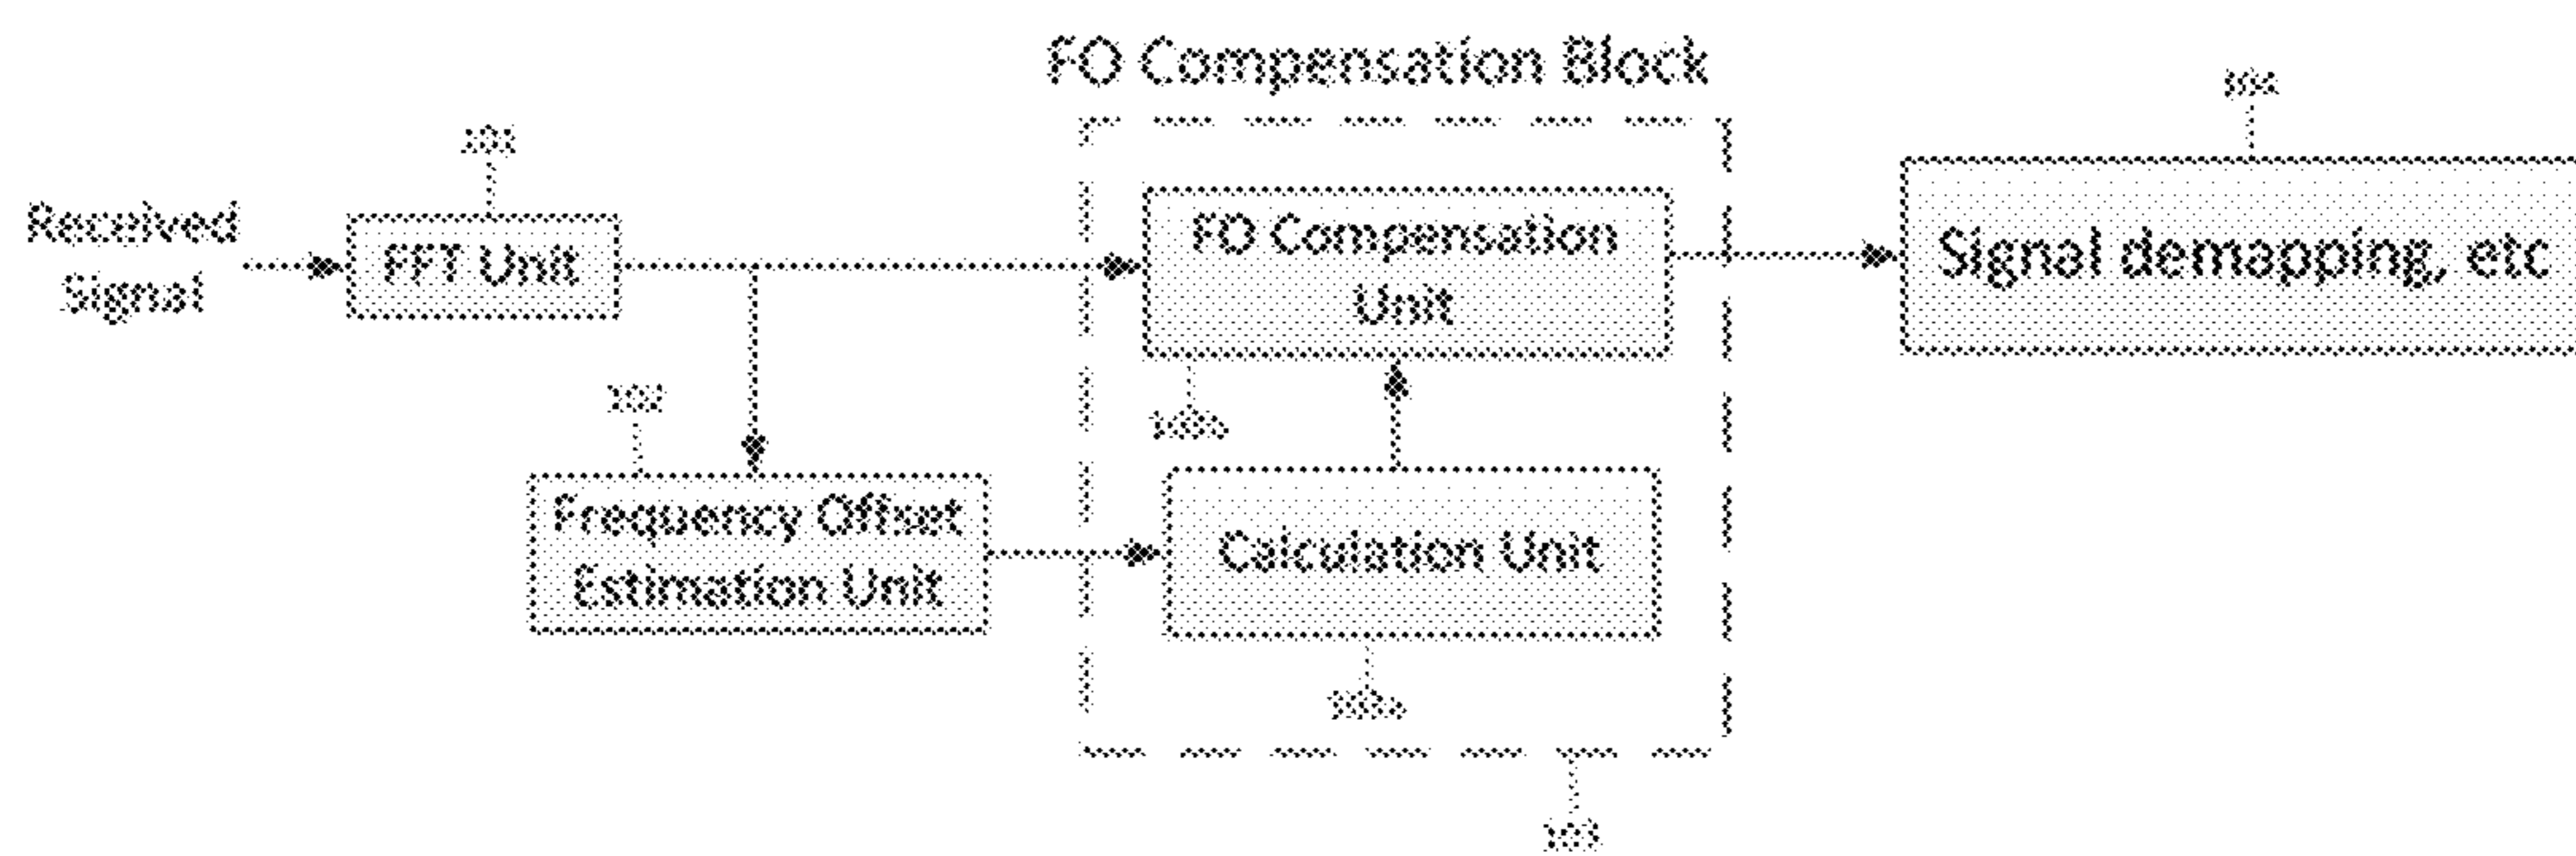 FO Compensation Block
Received
Signal
FFT Unit
FO Compensation
Unit
Signal demapping, etc
Frequency Offset
Estimation Unit
Calculation Unit